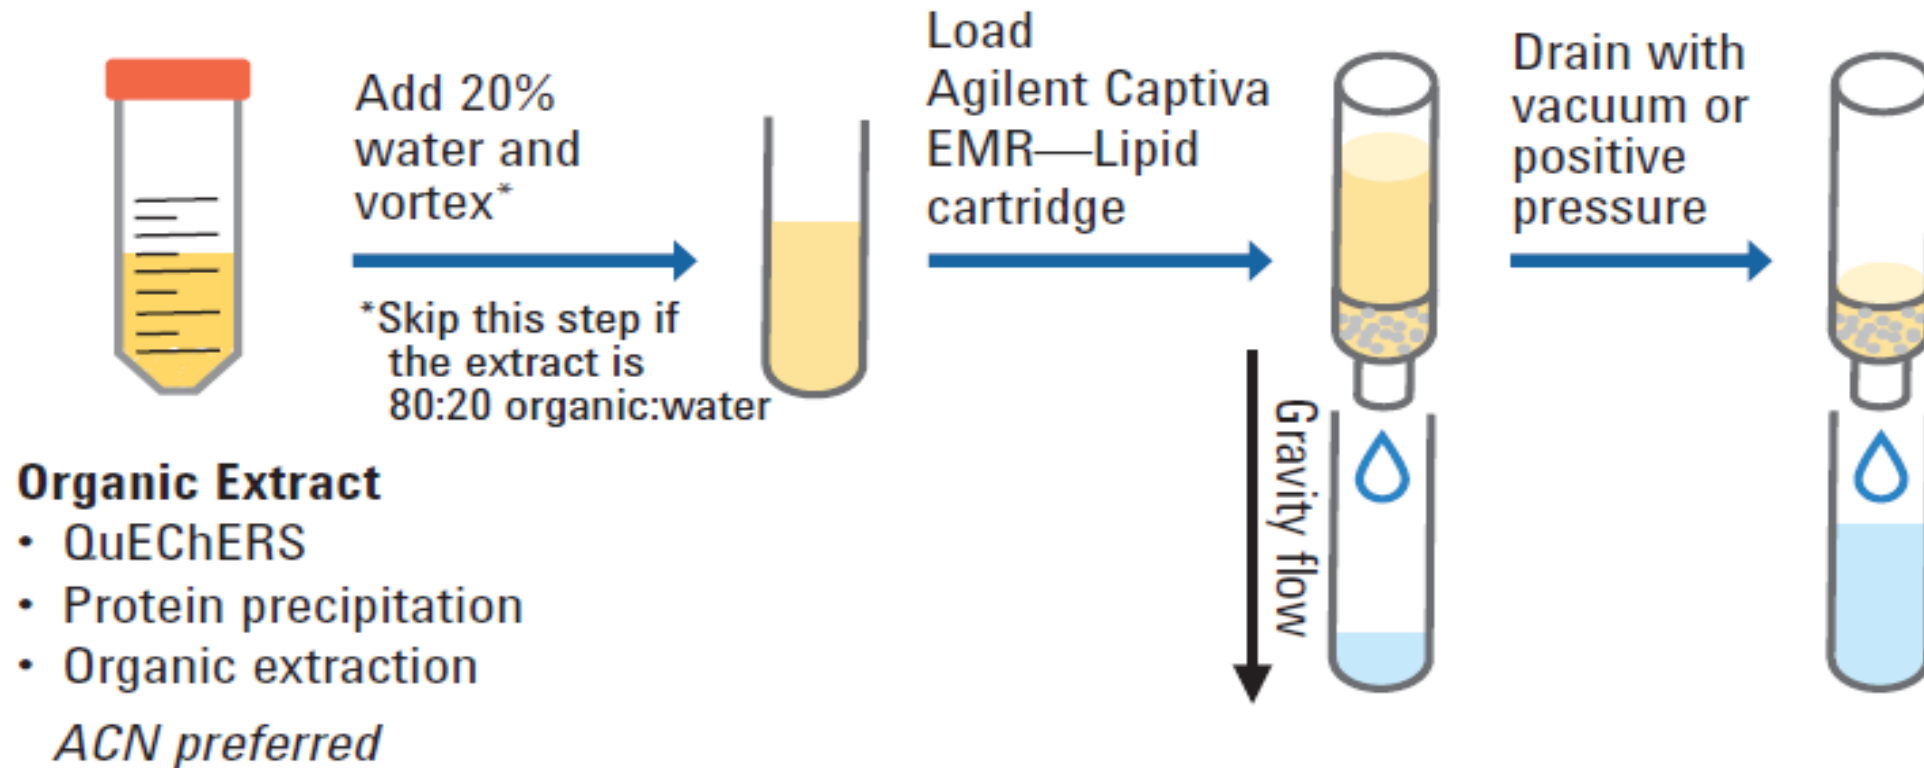 Add 20%
water and
vortex*
*Skip this step if
the extract is
80:20 organic:water
Load
Agilent Captiva
EMR—Lipid
cartridge
Gravity flow
Drain with
vacuum or
positive
pressure
Organic Extract
• QuEChERS
• Protein precipitation
• Organic extraction
ACN preferred